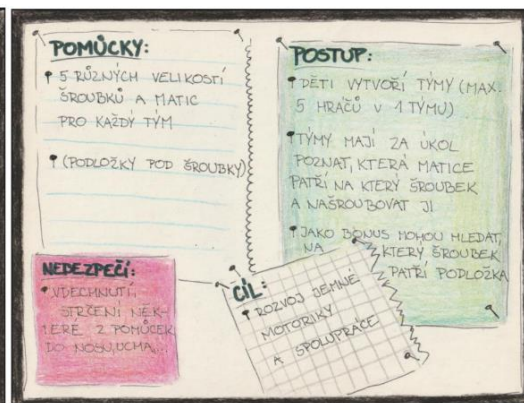 POMŮCKY:
5 RŮZNÝCH VELIKOSTÍ
ŠROUBKŮ A MATIC
PRO KAŽDÝ TÝM
(PODLOŽKY POD ŠROUBKY)
NEDEZPEČÍ:
VDECHNUTÍ,
STRČENÍ NĚK-
TERÉ Z POMŮCEK
DO NOSU, UCHA...
CÍL:
ROZVOJ JEMNÉ
MOTORIKY
A SPOLUPRÁCE
POSTUP:
DĚTI VYTVOŘÍ TÝMY (MAX.
5 HRÁČŮ V 1 TÝMU)
TÝMY MAJÍ ZA ÚKOL
POZNAT, KTERÁ MATICE
PATŘÍ NA KTERÝ ŠROUBEK
A NAŠROUBOVAT JI
JAKO BONUS MOHOU HLEDAT,
NA KTERÝ ŠROUBEK
PATŘÍ PODLOŽKA